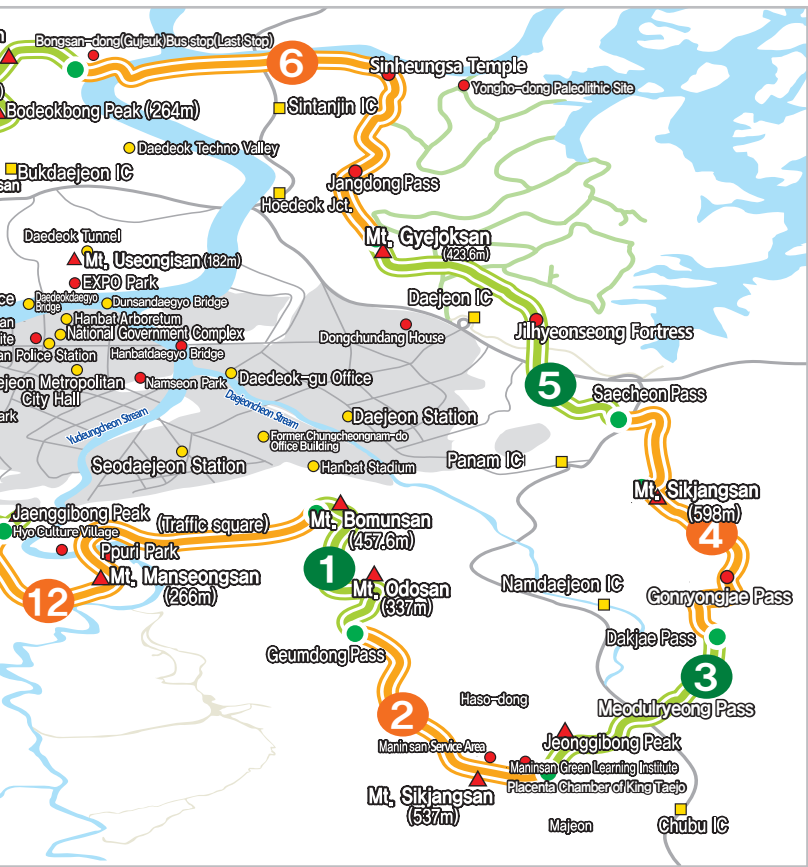 n
Bongsan-dong(Gujeuk)Bus stop(Last Stop)
6
Sinheungsa Temple
)
Yongho-dong Paleolithic Site
Bodeokbong Peak (264m)
Sintanjin IC
Daedeok Techno Valley
Bukdaejeon IC
san
Jangdong Pass
Hoedeok Jct.
Daedeok Tunnel
Mt. Gyejoksan
(423.6m)
Mt. Useongisan (182m)
EXPO Park
Daejeon IC
ce
Daedeokdaegyo
Bridge
Dunsandaegyo Bridge
an
Hanbat Arboretum
ite
National Government Complex
Dongchundang House
Jilhyeonseong Fortress
an Police Station
Hanbatdaegyo Bridge
ejeon Metropolitan
City Hall
Namseon Park
Daedeok-gu Office
5
Saecheon Pass
ark
Yudeungcheon Stream
Daejeoncheon Stream
Daejeon Station
Former Chungcheongnam-do
Office Building
Seodaejeon Station
Hanbat Stadium
Panam IC
Mt. Sikjangsan
(598m)
Jaenggibong Peak
Hyo Culture Village
(Traffic square)
Mt. Bomunsan
(457.6m)
4
Ppuri Park
1
Mt. Manseongsan
(266m)
Mt. Odosan
(337m)
Namdaejeon IC
Gonryongjae Pass
12
Dakjae Pass
Geumdong Pass
3
Haso-dong
Meodulryeong Pass
2
Maninsan Service Area
Jeonggibong Peak
Maninsan Green Learning Institute
Placenta Chamber of King Taejo
Mt. Sikjangsan
(537m)
Majeon
Chubu IC